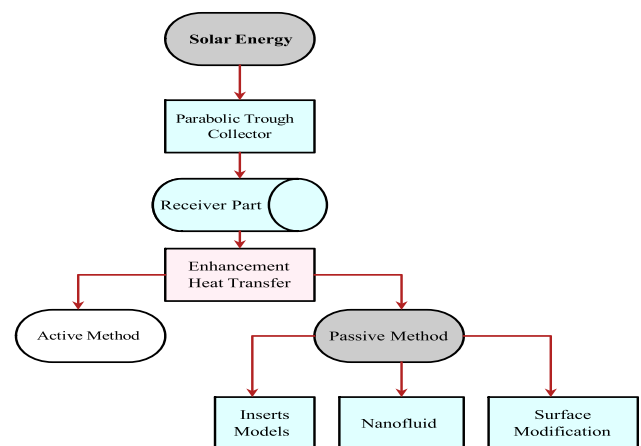 Solar Energy
Parabolic Trough
Collector
Receiver Part
Enhancement
Heat Transfer
Active Method
Passive Method
Inserts
Models
Nanofluid
Surface
Modification